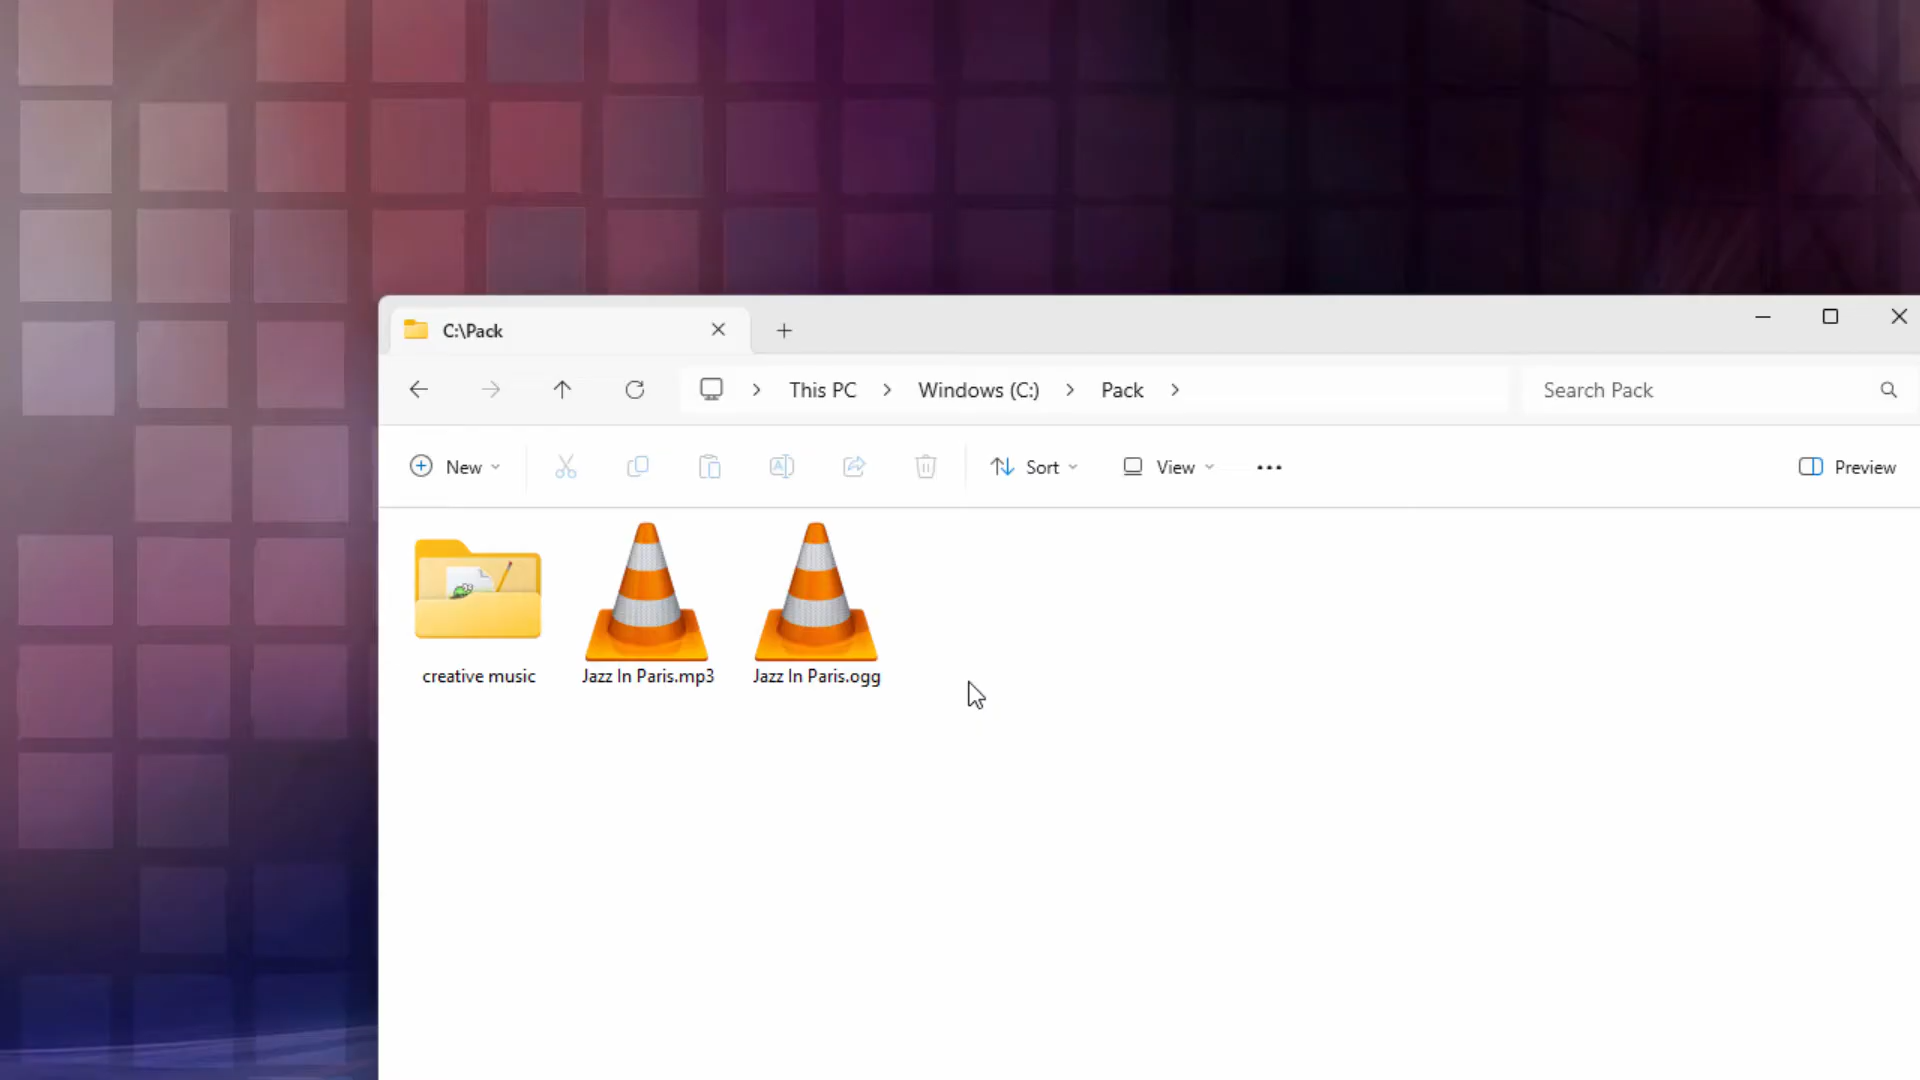 C:\Pack
This PC
Windows (C:)
Pack
Search Pack
New
Sort
View
Preview
creative music
Jazz In Paris.mp3
Jazz In Paris.ogg